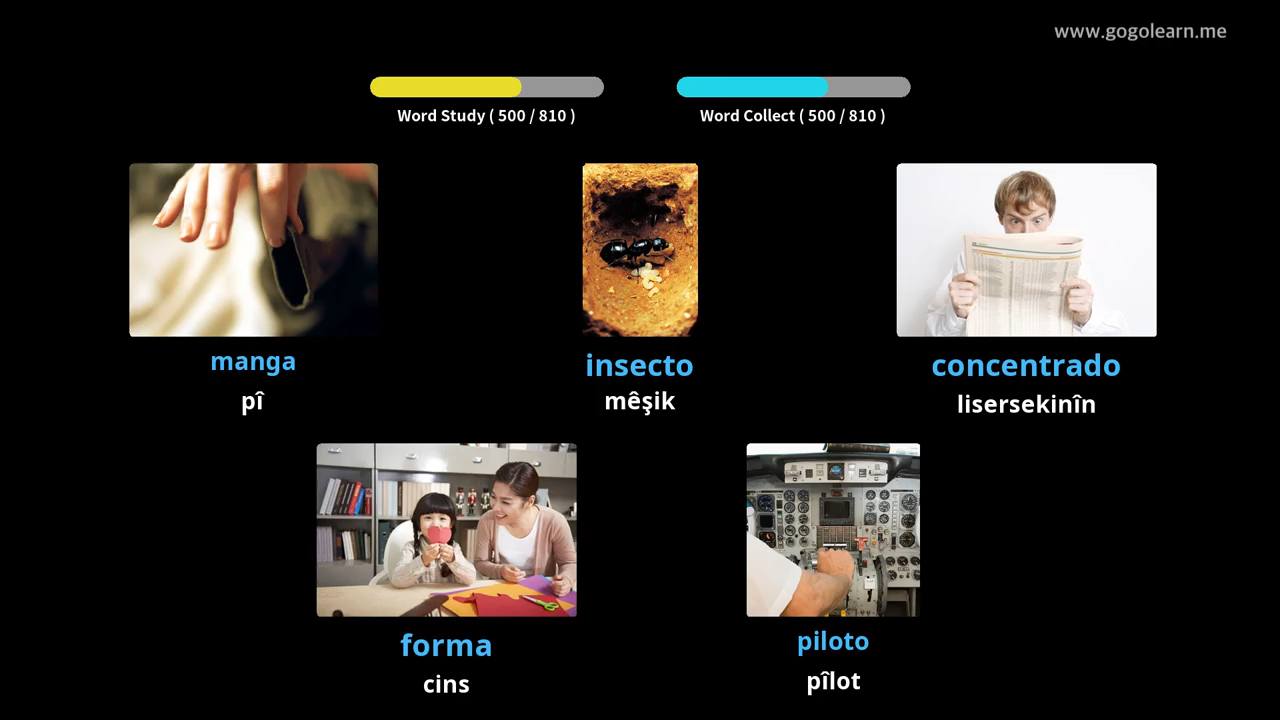 www.gogolearn.me
Word Study ( 500 / 810 )
Word Collect ( 500 / 810 )
manga
pî
insecto
mêşik
concentrado
lisersekinîn
forma
cins
piloto
pîlot